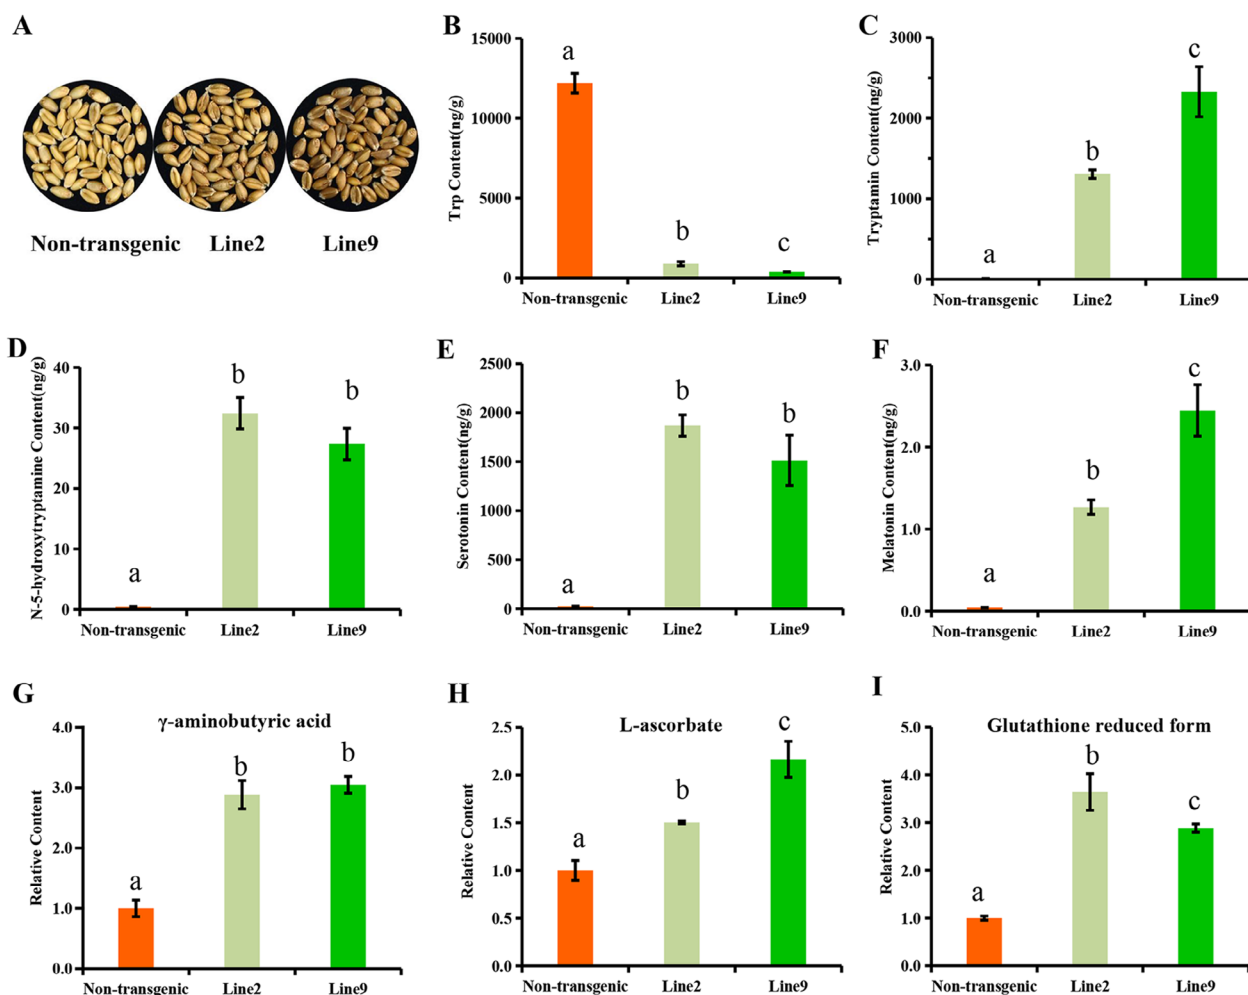 A
Non-transgenic Line2 Line9
B
Trp Content(ng/g)
15000
10000
5000
0
a
b
c
Non-transgenic Line2 Line9
C
Tryptamin Content(ng/g)
3000
2000
1000
0
a
b
c
Non-transgenic Line2 Line9
D
N-5-hydroxytryptamine Content(ng/g)
40
30
20
10
0
a
b
b
Non-transgenic Line2 Line9
E
Serotonin Content(ng/g)
2500
2000
1500
1000
500
0
a
b
b
Non-transgenic Line2 Line9
F
Melatonin Content(ng/g)
3.0
2.0
1.0
0.0
a
b
c
Non-transgenic Line2 Line9
G
γ-aminobutyric acid
Relative Content
4.0
3.0
2.0
1.0
0.0
a
b
b
Non-transgenic Line2 Line9
H
L-ascorbate
Relative Content
2.5
2.0
1.5
1.0
0.5
0.0
a
b
c
Non-transgenic Line2 Line9
I
Glutathione reduced form
Relative Content
5.0
4.0
3.0
2.0
1.0
0.0
a
b
c
Non-transgenic Line2 Line9